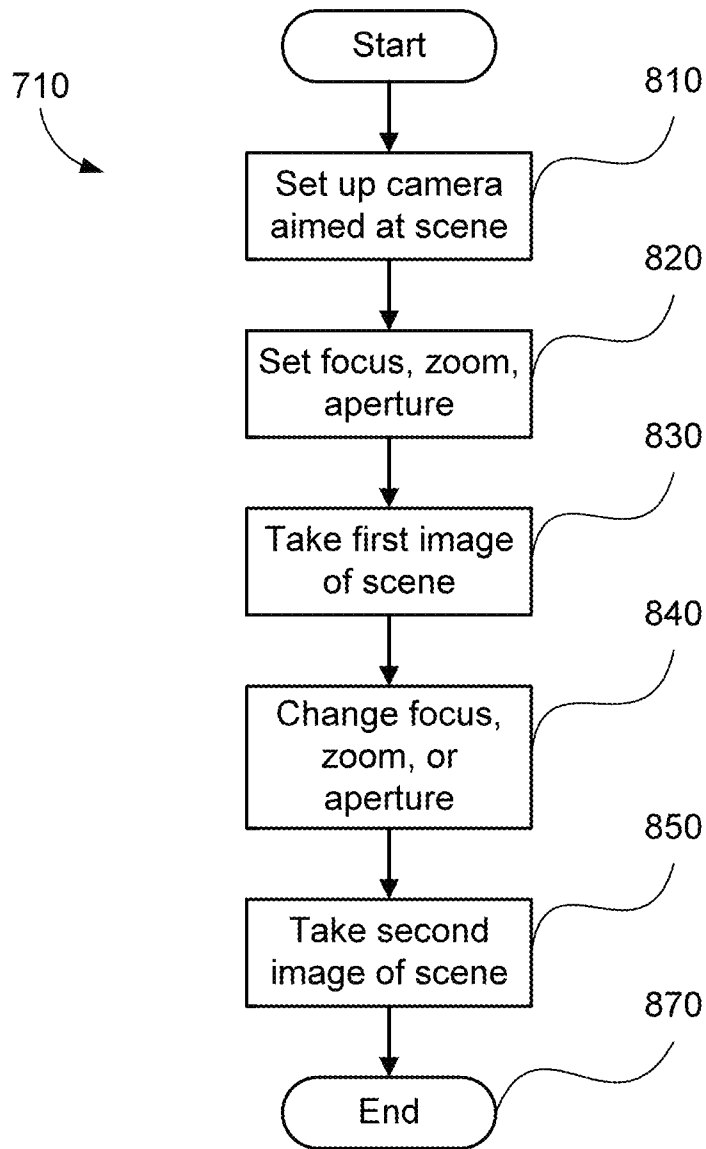 Start
710
810
Set up camera
aimed at scene
820
Set focus, zoom,
aperture
830
Take first image
of scene
840
Change focus,
zoom, or
aperture
850
Take second
image of scene
870
End